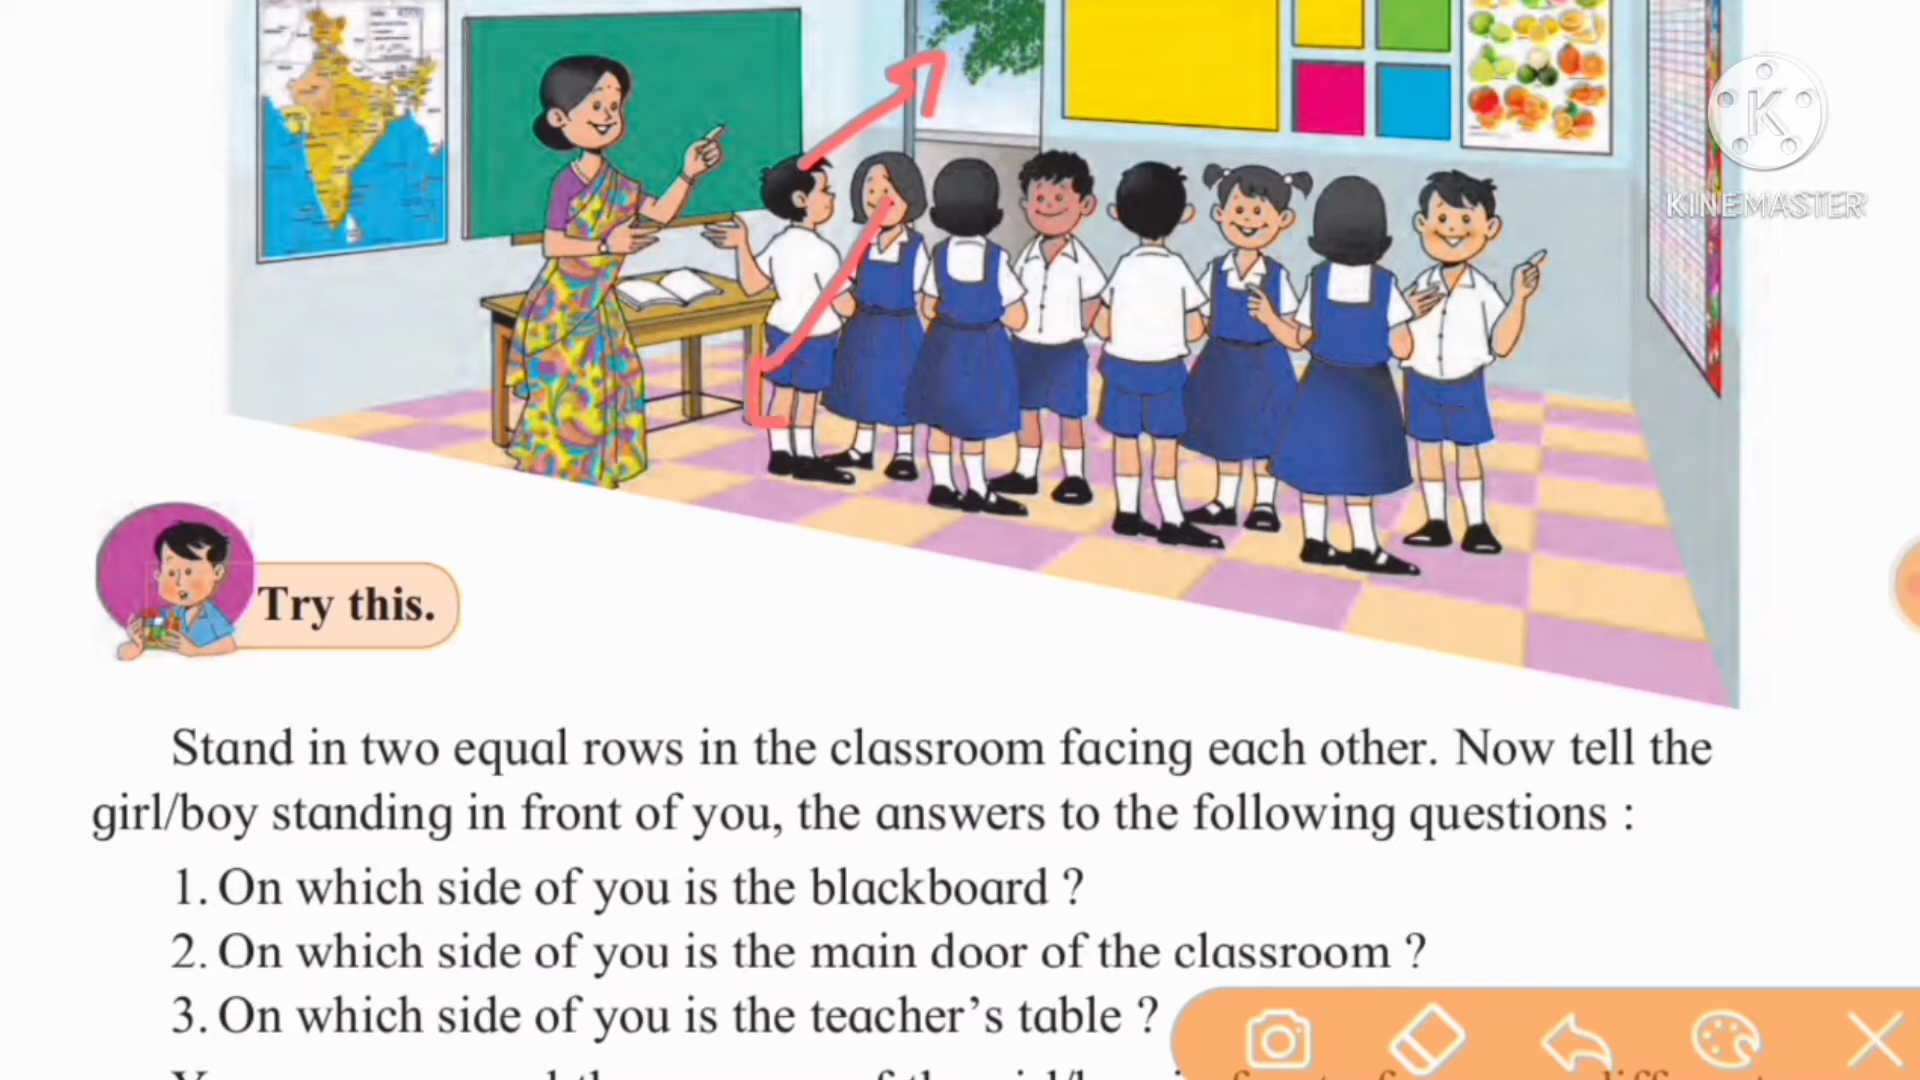 K
KINEMASTER
Try this.
Stand in two equal rows in the classroom facing each other. Now tell the
girl/boy standing in front of you, the answers to the following questions :
1. On which side of you is the blackboard ?
2. On which side of you is the main door of the classroom ?
3. On which side of you is the teacher’s table ?